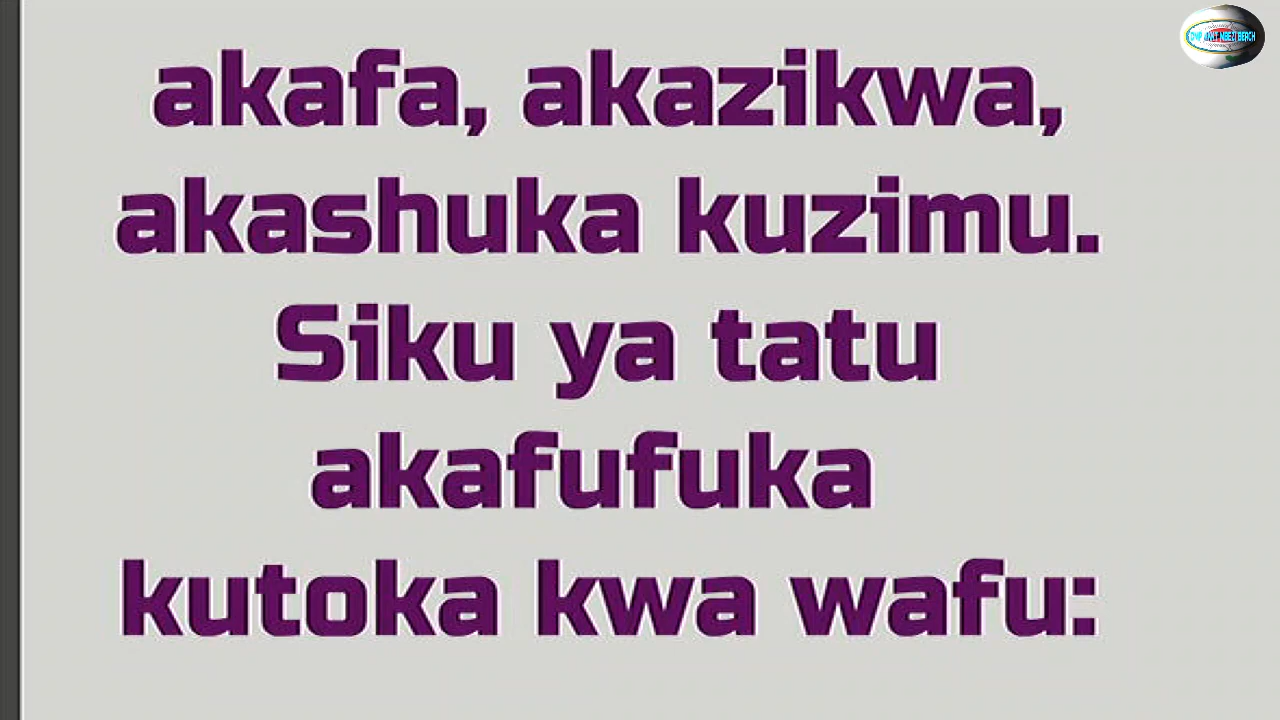 akafa, akazikwa,
akashuka kuzimu.
Siku ya tatu
akafufuka
kutoka kwa wafu: